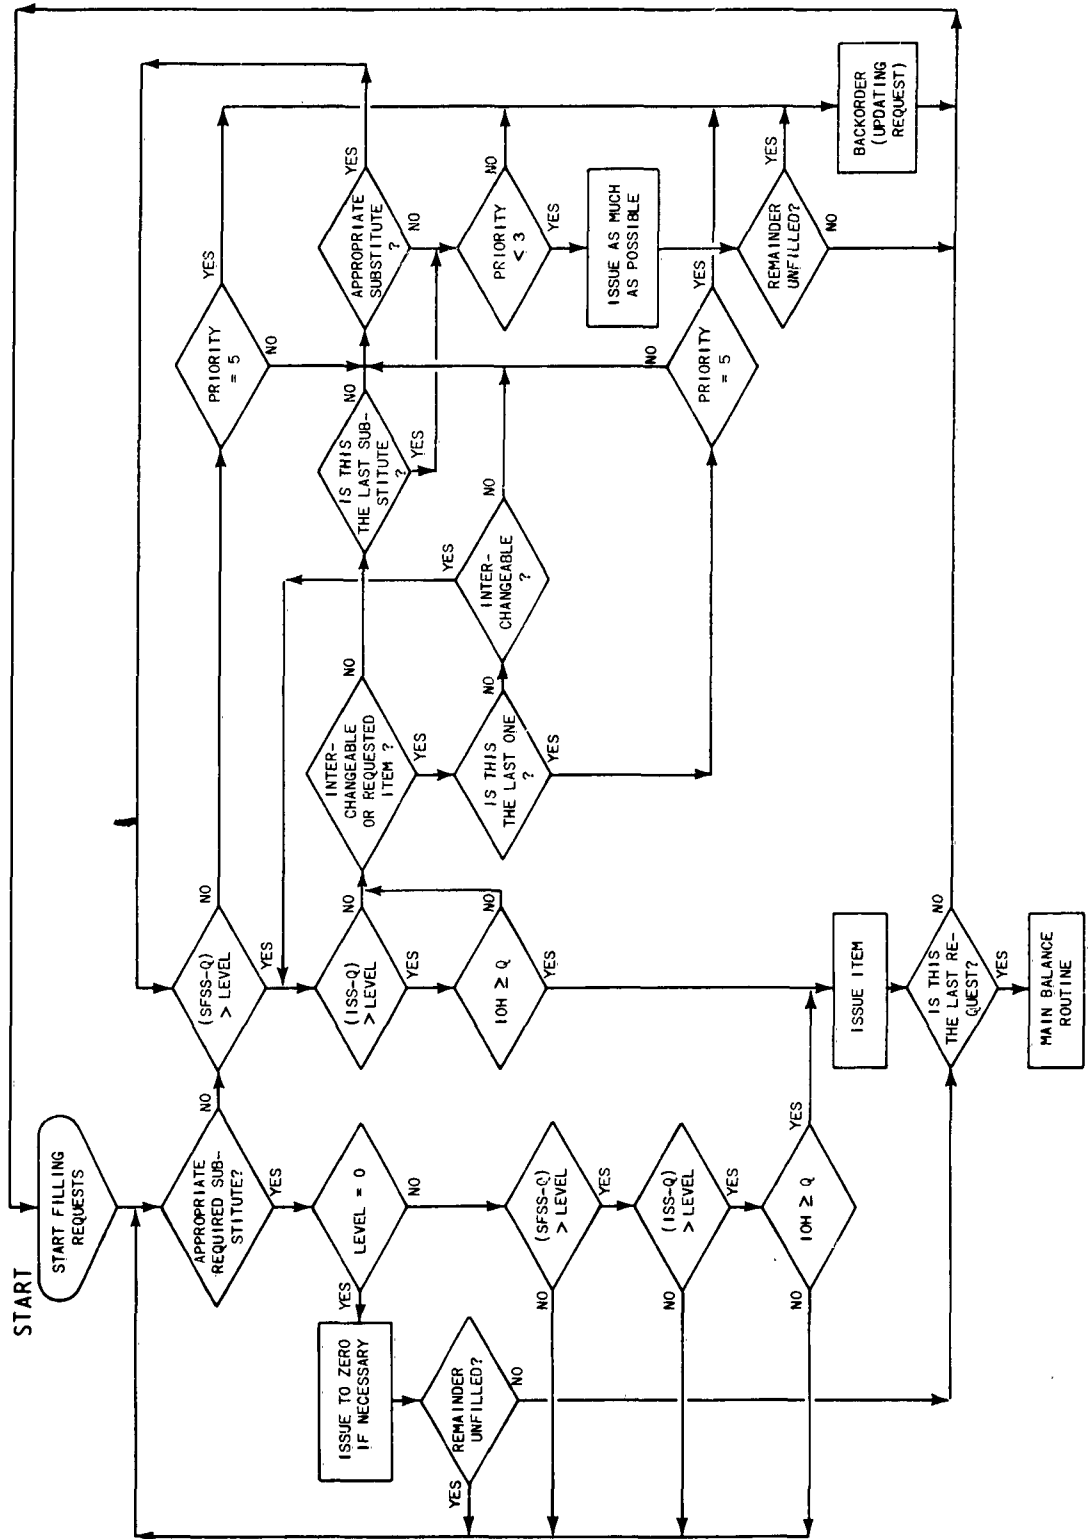 START
START FILLING
REQUESTS
APPROPRIATE
REQUIRED SUB-
STITUTE?
NO
YES
LEVEL = 0
YES
NO
ISSUE TO ZERO
IF NECESSARY
REMAINDER
UNFILLED?
YES
NO
(SFSS-Q)
> LEVEL
NO
YES
(ISS-Q)
> LEVEL
NO
YES
IOH ≥ Q
NO
YES
(SFSS-Q)
> LEVEL
NO
YES
(ISS-Q)
> LEVEL
NO
YES
IOH ≥ Q
NO
YES
ISSUE ITEM
IS THIS
THE LAST RE-
QUEST?
NO
YES
MAIN BALANCE
ROUTINE
INTER-
CHANGEABLE
OR REQUESTED
ITEM ?
NO
YES
IS THIS
THE LAST ONE
?
NO
YES
INTER-
CHANGEABLE
?
YES
NO
IS THIS
THE LAST SUB-
STITUTE
?
NO
YES
PRIORITY
= 5
YES
NO
PRIORITY
= 5
NO
YES
APPROPRIATE
SUBSTITUTE
?
YES
NO
PRIORITY
< 3
NO
YES
ISSUE AS MUCH
AS POSSIBLE
REMAINDER
UNFILLED?
YES
NO
BACKORDER
(UPDATING
REQUEST)